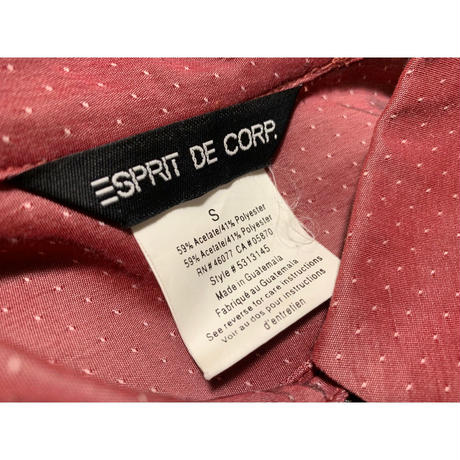 ESPRIT DE CORP.
S
59% Acetate/41% Polyester
59% Acetate/41% Polyester
RN#46077 CA#05870
Style # 5313145
Made in Guatemala
Fabriqué au Guatemala
See reverse for care instructions
Voir au dos pour instructions
d'entretien